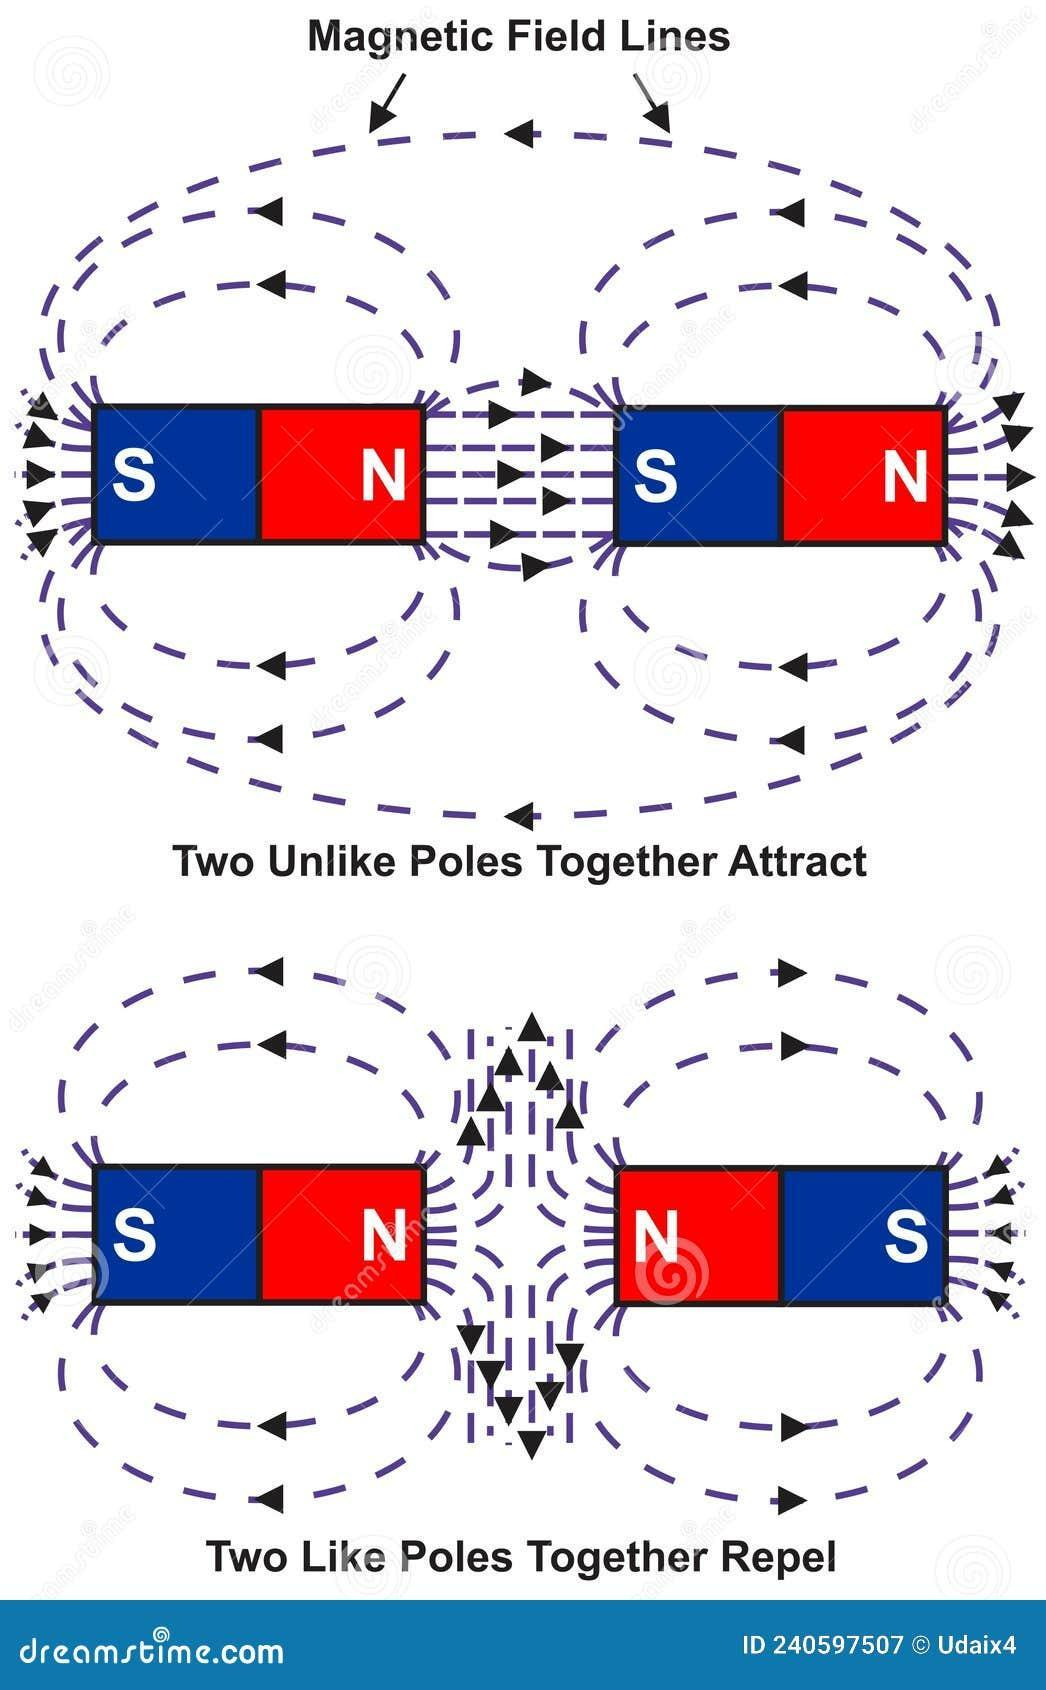 Magnetic Field Lines
S N S N
Two Unlike Poles Together Attract
S N N S
Two Like Poles Together Repel
dreamstime.com
ID 240597507 © Udaix4